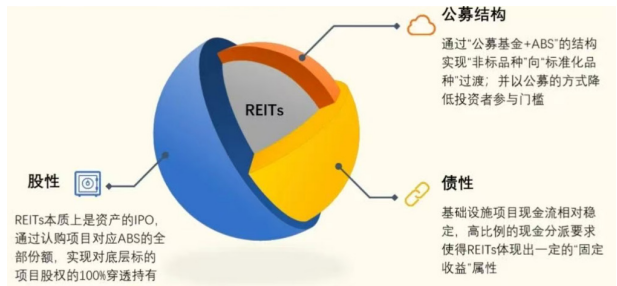 公募结构
通过“公募基金+ABS”的结构
实现“非标品种”向“标准化品
种”过渡；并以公募的方式降
低投资者参与门槛
REITs
股性
REITs本质上是资产的IPO，
通过认购项目对应ABS的全
部份额，实现对底层标的
项目股权的100%穿透持有
债性
基础设施项目现金流相对稳
定，高比例的现金分派要求
使得REITs体现出一定的“固定
收益”属性